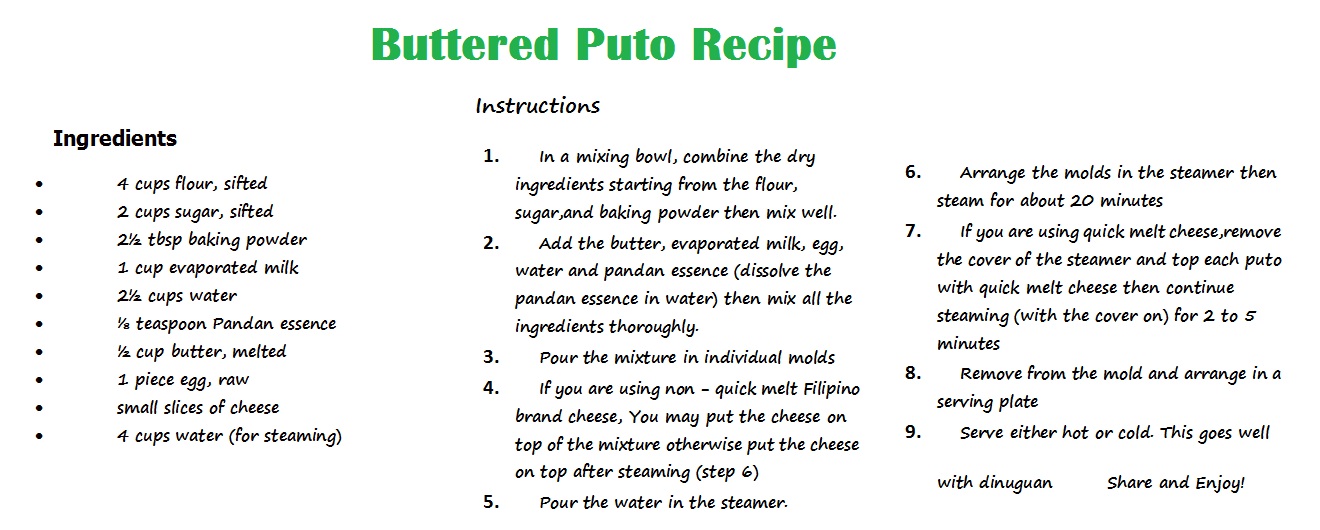 Buttered Puto Recipe
Ingredients
• 4 cups flour, sifted
• 2 cups sugar, sifted
• 2½ tbsp baking powder
• 1 cup evaporated milk
• 2½ cups water
• ⅛ teaspoon Pandan essence
• ½ cup butter, melted
• 1 piece egg, raw
• small slices of cheese
• 4 cups water (for steaming)
Instructions
1. In a mixing bowl, combine the dry
ingredients starting from the flour,
sugar,and baking powder then mix well.
2. Add the butter, evaporated milk, egg,
water and pandan essence (dissolve the
pandan essence in water) then mix all the
ingredients thoroughly.
3. Pour the mixture in individual molds
4. If you are using non – quick melt Filipino
brand cheese, You may put the cheese on
top of the mixture otherwise put the cheese
on top after steaming (step 6)
5. Pour the water in the steamer.
6. Arrange the molds in the steamer then
steam for about 20 minutes
7. If you are using quick melt cheese,remove
the cover of the steamer and top each puto
with quick melt cheese then continue
steaming (with the cover on) for 2 to 5
minutes
8. Remove from the mold and arrange in a
serving plate
9. Serve either hot or cold. This goes well
with dinuguan Share and Enjoy!